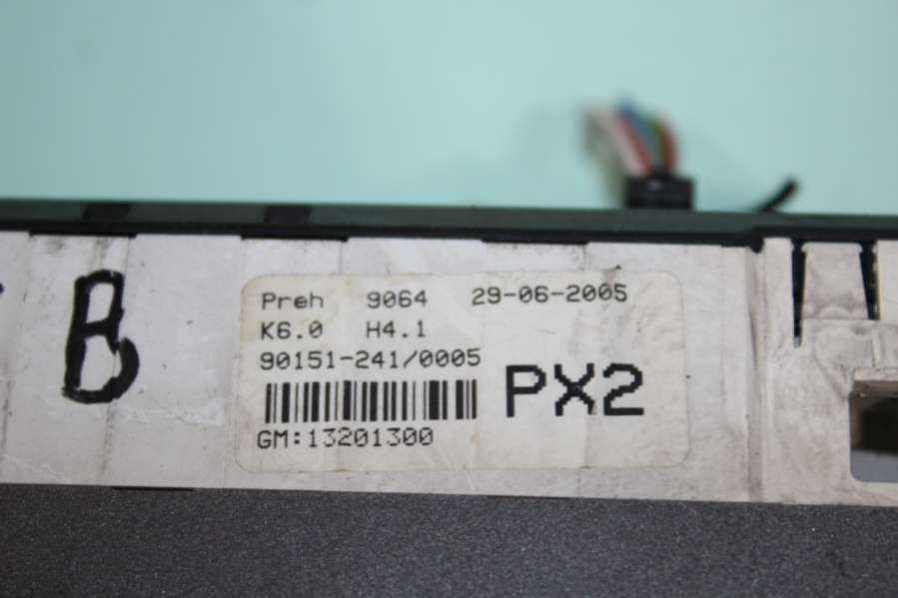 B
Preh 9064 29-06-2005
K6.0 H4.1
90151-241/0005
PX2
GM:13201300